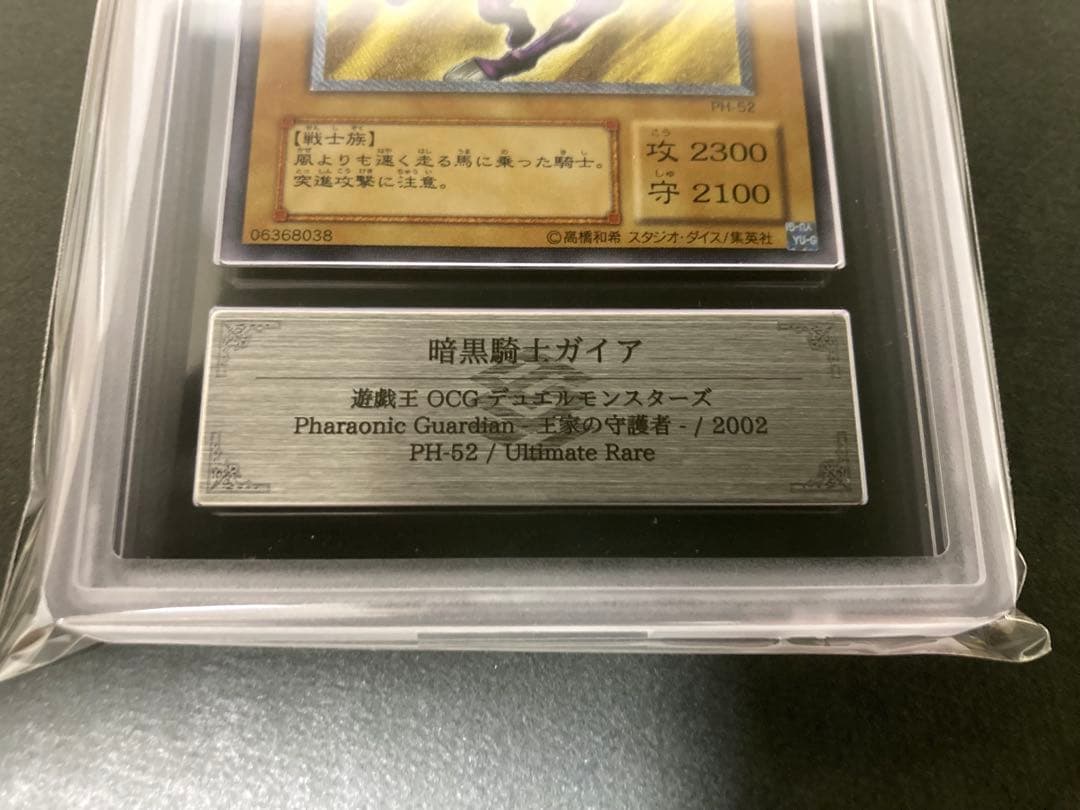 PH-52
【戦士族】
風よりも速く走る馬に乗った騎士。
突進攻撃に注意。
攻 2300
守 2100
06368038
©高橋和希 スタジオ・ダイス/集英社
暗黒騎士ガイア
遊戯王 OCG デュエルモンスターズ
Pharaonic Guardian - 王家の守護者 - / 2002
PH-52 / Ultimate Rare